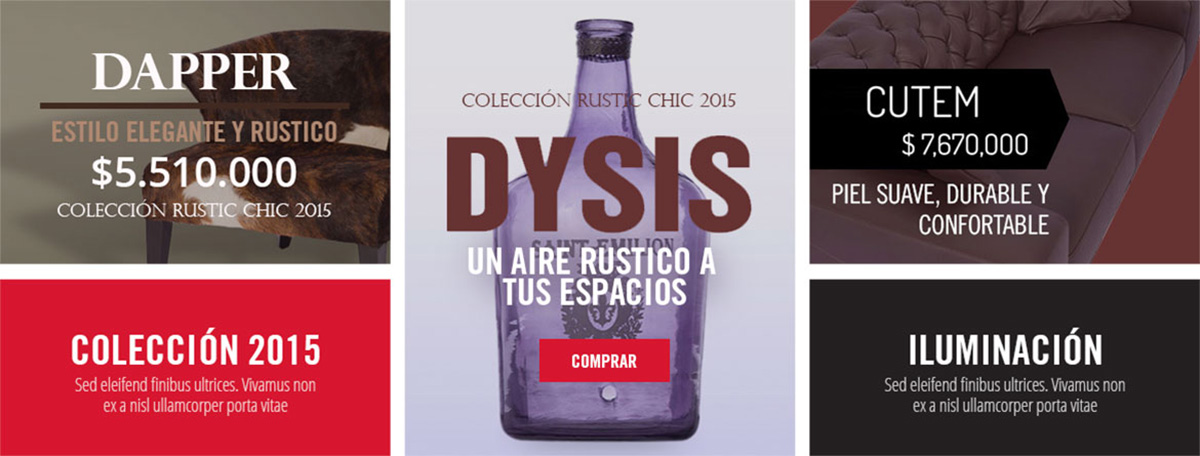 DAPPER
ESTILO ELEGANTE Y RUSTICO
$5.510.000
COLECCIÓN RUSTIC CHIC 2015
COLECCIÓN 2015
Sed eleifend finibus ultrices. Vivamus non
ex a nisl ullamcorper porta vitae
COLECCIÓN RUSTIC CHIC 2015
DYSIS
SAINT-EMILION
UN AIRE RUSTICO A
TUS ESPACIOS
COMPRAR
CUTEM
$ 7,670,000
PIEL SUAVE, DURABLE Y
CONFORTABLE
ILUMINACIÓN
Sed eleifend finibus ultrices. Vivamus non
ex a nisl ullamcorper porta vitae